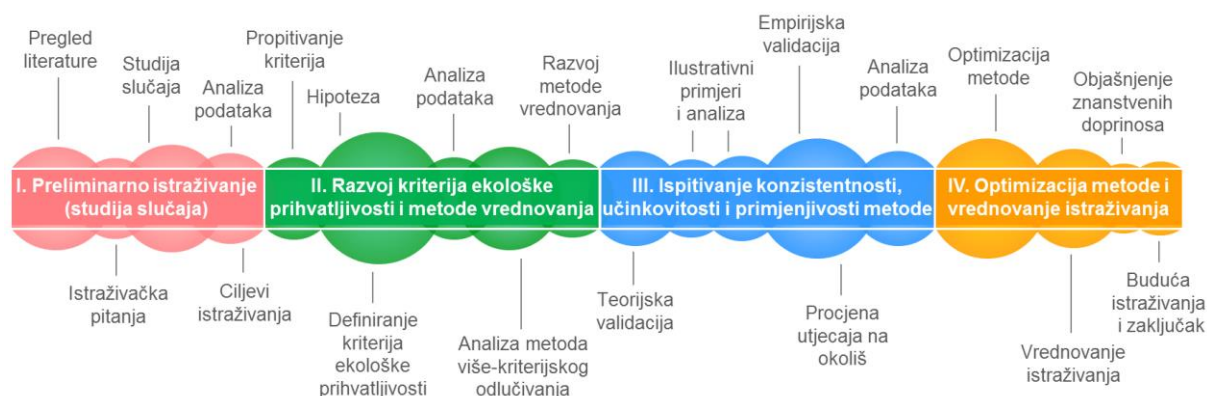 Pregled
literature
Studija
slučaja
Analiza
podataka
Propitivanje
kriterija
Hipoteza
Analiza
podataka
Razvoj
metode
vrednovanja
Ilustrativni
primjeri
i analiza
Empirijska
validacija
Analiza
podataka
Optimizacija
metode
Objašnjenje
znanstvenih
doprinosa
I. Preliminarno istraživanje
(studija slučaja)
II. Razvoj kriterija ekološke
prihvatljivosti i metode vrednovanja
III. Ispitivanje konzistentnosti,
učinkovitosti i primjenjivosti metode
IV. Optimizacija metode i
vrednovanje istraživanja
Istraživačka
pitanja
Ciljevi
istraživanja
Definiranje
kriterija
ekološke
prihvatljivosti
Analiza metoda
više-kriterijskog
odlučivanja
Teorijska
validacija
Procjena
utjecaja na
okoliš
Vrednovanje
istraživanja
Buduća
istraživanja
i zaključak